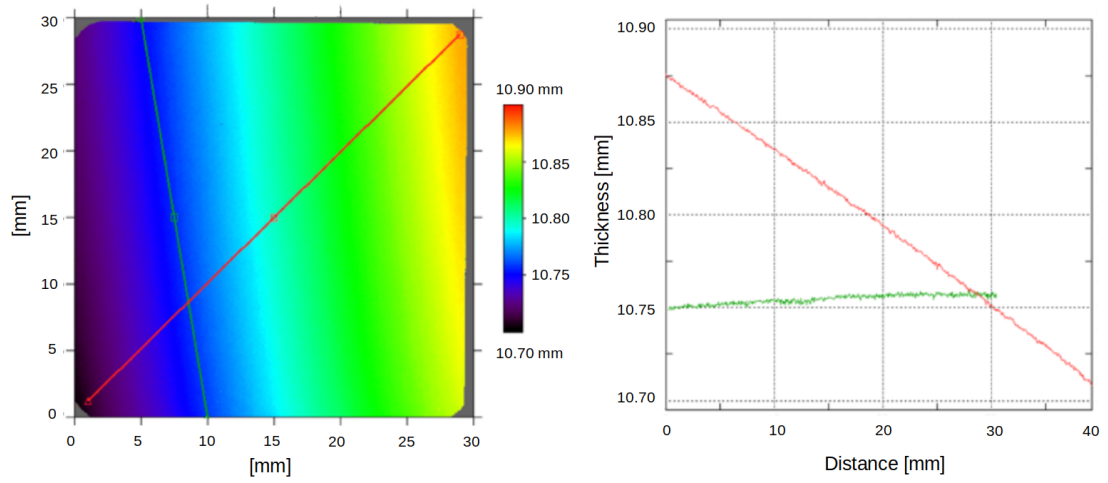 30
25
20
15
10
5
0
[mm]
0 5 10 15 20 25 30
[mm]
10.90 mm
10.85
10.80
10.75
10.70 mm
10.90
10.85
10.80
10.75
10.70
Thickness [mm]
0 10 20 30 40
Distance [mm]